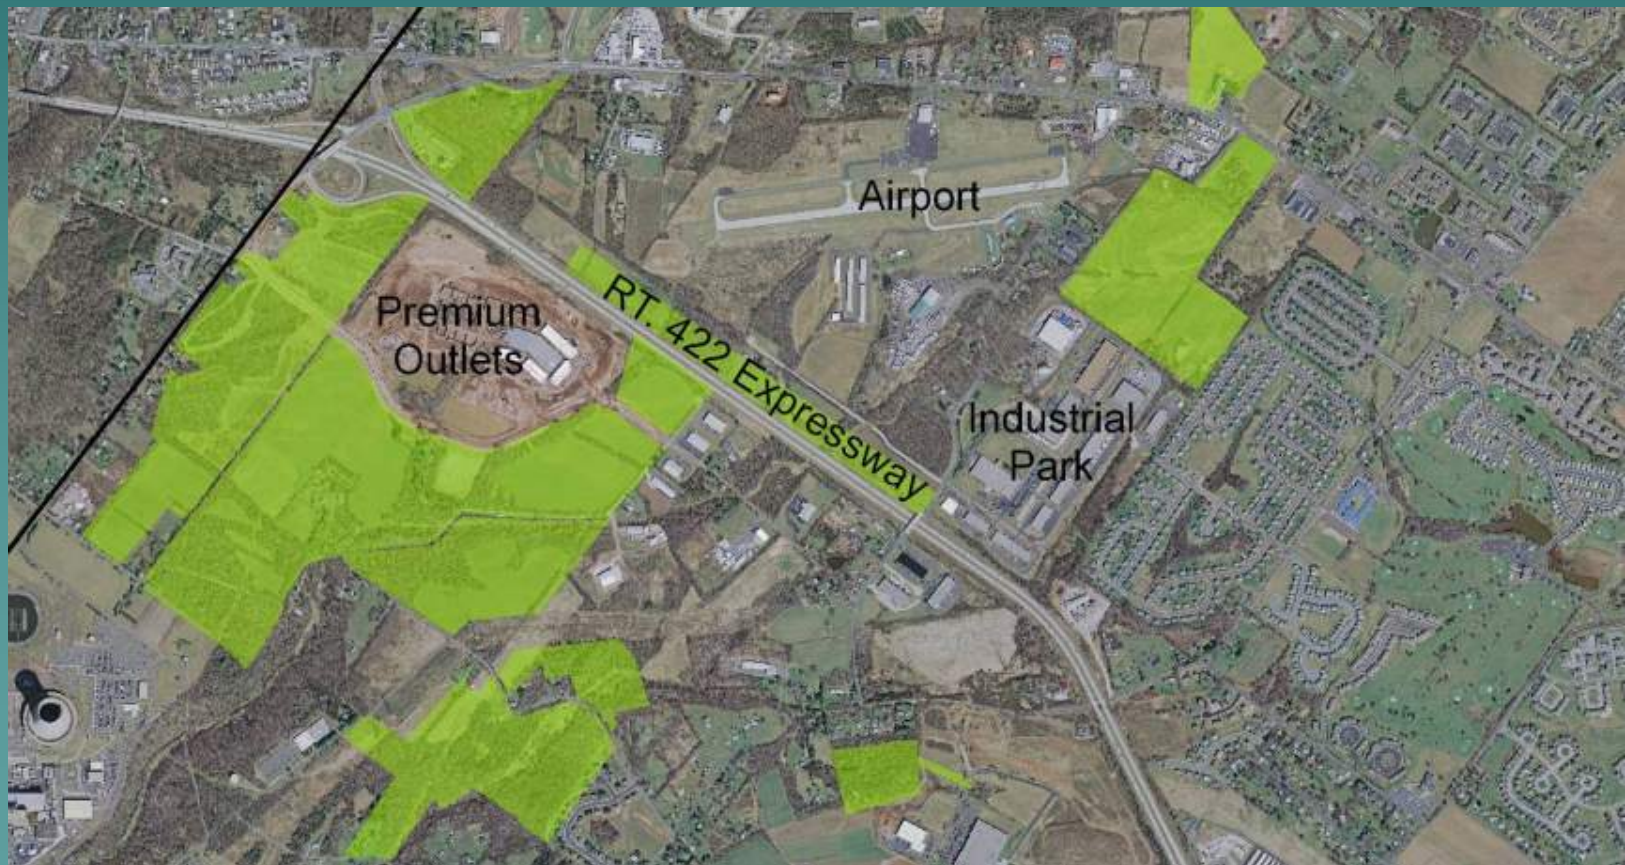 Airport
Premium
Outlets
RT. 422 Expressway
Industrial
Park